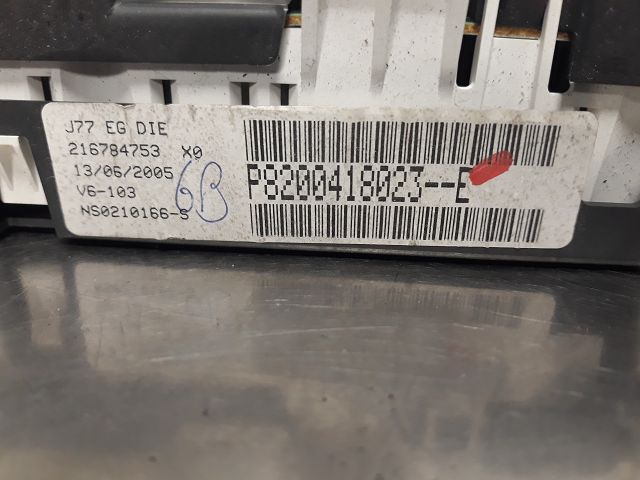 J77 EG DIE
216784753 X0
13/06/2005
V6-103
NS0210166-S
6B
P8200418023--E